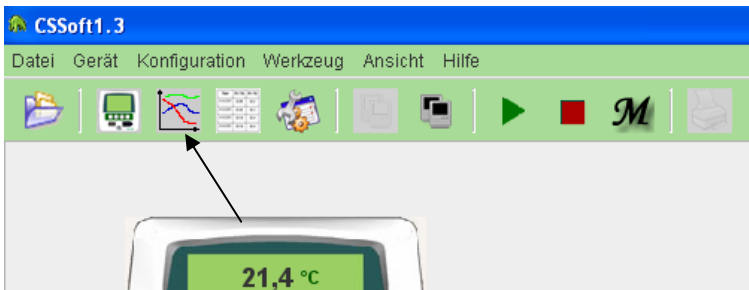 CSSoft1.3
Datei Gerät Konfiguration Werkzeug Ansicht Hilfe
M
21,4 °C